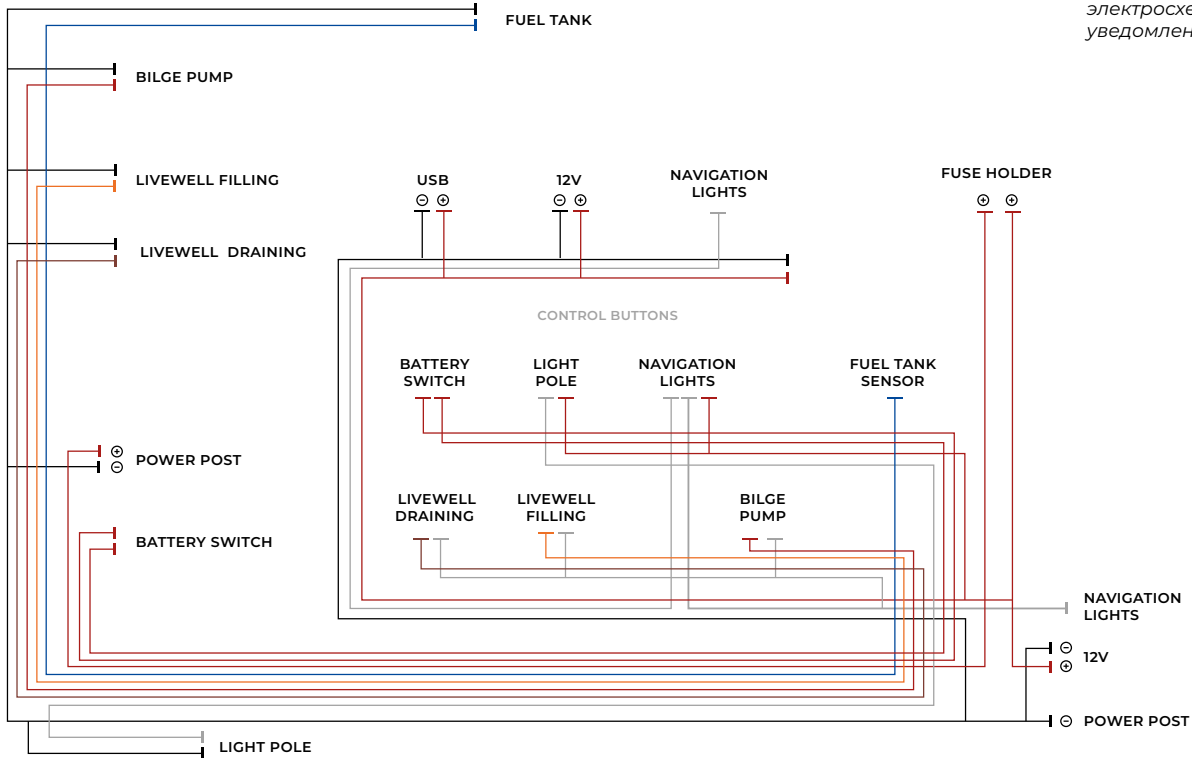 FUEL TANK
уведомлен
BILGE PUMP
LIVEWELL FILLING
USB
12V
NAVIGATION
LIGHTS
FUSE HOLDER
LIVEWELL DRAINING
CONTROL BUTTONS
BATTERY
SWITCH
LIGHT
POLE
NAVIGATION
LIGHTS
FUEL TANK
SENSOR
POWER POST
LIVEWELL
DRAINING
LIVEWELL
FILLING
BILGE
PUMP
BATTERY SWITCH
NAVIGATION
LIGHTS
12V
POWER POST
LIGHT POLE